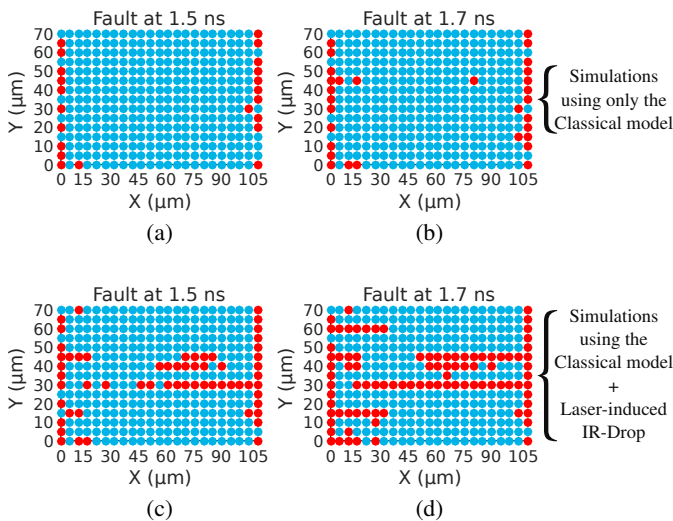 Fault at 1.5 ns
Fault at 1.7 ns
70
60
50
40
30
20
10
0
Y (μm)
0 15 30 45 60 75 90 105
X (μm)
(a)
70
60
50
40
30
20
10
0
Y (μm)
0 15 30 45 60 75 90 105
X (μm)
(b)
Simulations
using only the
Classical model
Fault at 1.5 ns
Fault at 1.7 ns
70
60
50
40
30
20
10
0
Y (μm)
0 15 30 45 60 75 90 105
X (μm)
(c)
70
60
50
40
30
20
10
0
Y (μm)
0 15 30 45 60 75 90 105
X (μm)
(d)
Simulations
using the
Classical model
+
Laser-induced
IR-Drop